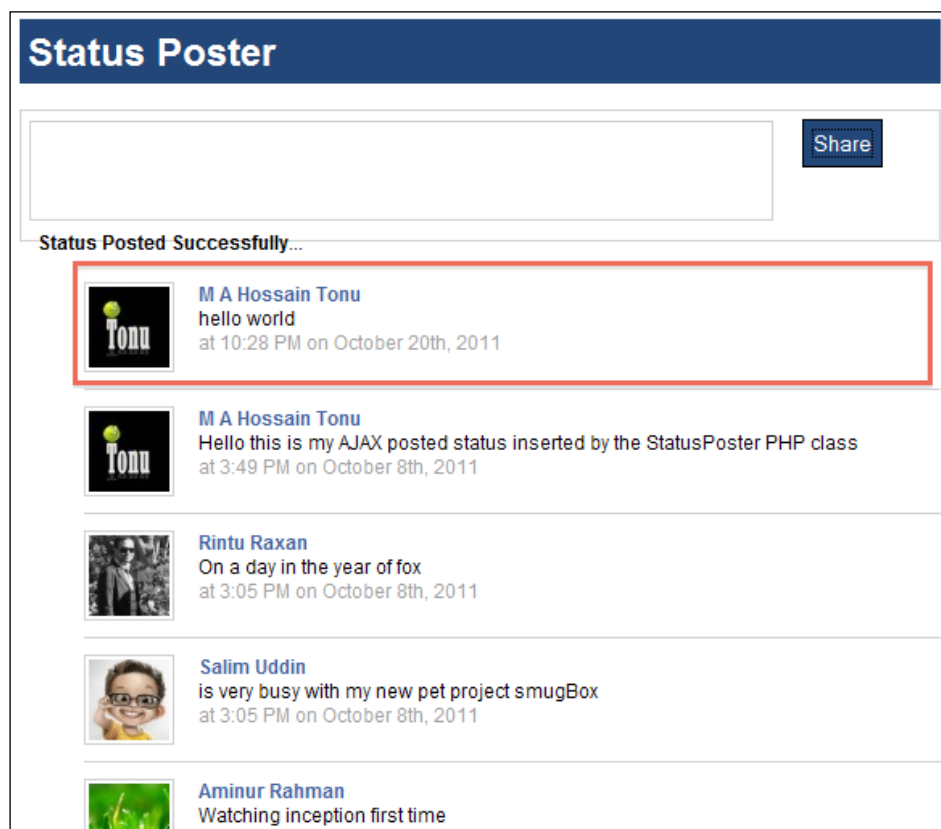 Status Poster
Share
Status Posted Successfully...
M A Hossain Tonu
Tonu
hello world
at 10:28 PM on October 20th, 2011
M A Hossain Tonu
Tonu
Hello this is my AJAX posted status inserted by the StatusPoster PHP class
at 3:49 PM on October 8th, 2011
Rintu Raxan
On a day in the year of fox
at 3:05 PM on October 8th, 2011
Salim Uddin
is very busy with my new pet project smugBox
at 3:05 PM on October 8th, 2011
Aminur Rahman
Watching inception first time